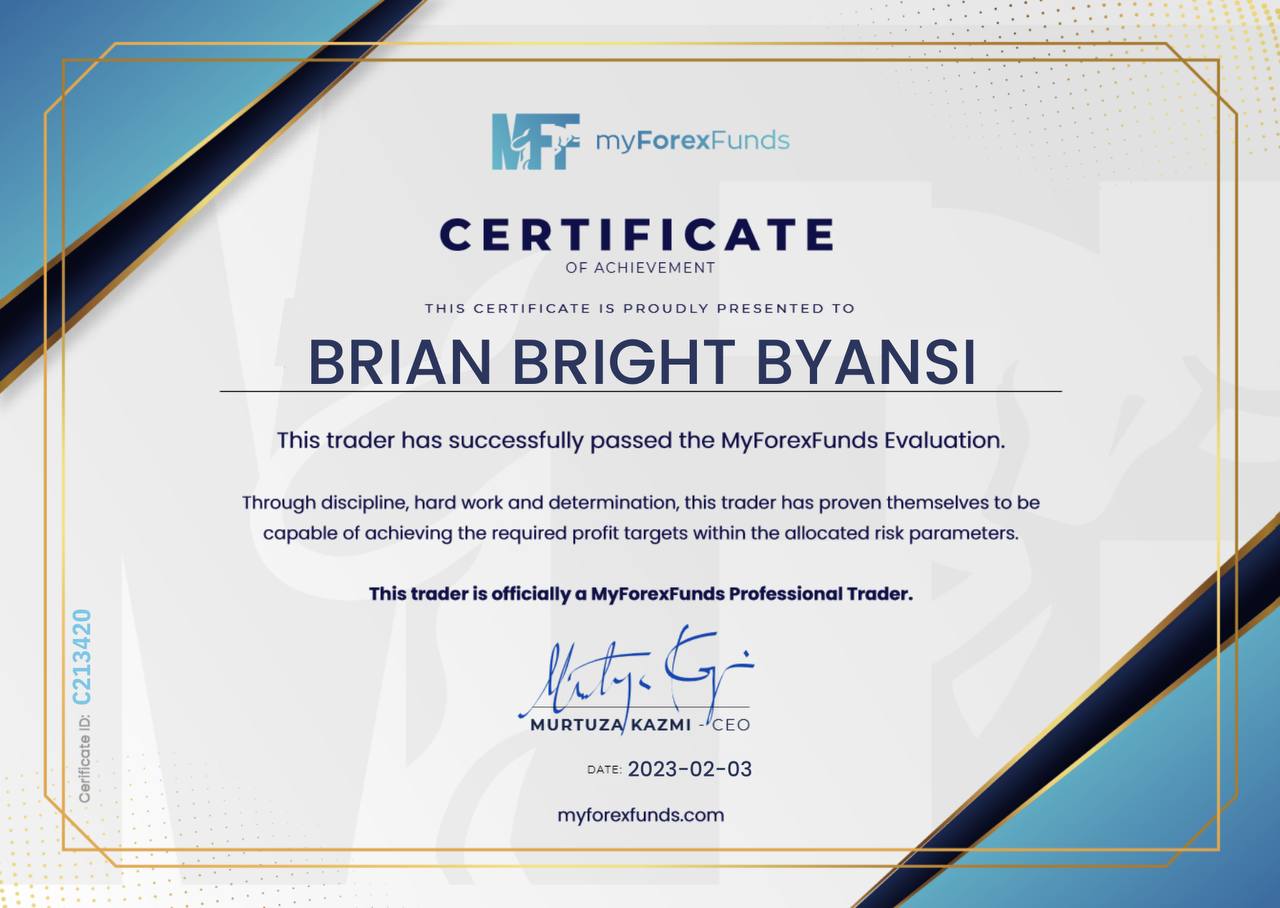 MFF myForexFunds
CERTIFICATE
OF ACHIEVEMENT
THIS CERTIFICATE IS PROUDLY PRESENTED TO
BRIAN BRIGHT BYANSI
This trader has successfully passed the MyForexFunds Evaluation.
Through discipline, hard work and determination, this trader has proven themselves to be
capable of achieving the required profit targets within the allocated risk parameters.
This trader is officially a MyForexFunds Professional Trader.
MURTUZA KAZMI - CEO
DATE: 2023-02-03
myforexfunds.com
Cerificate ID: C213420